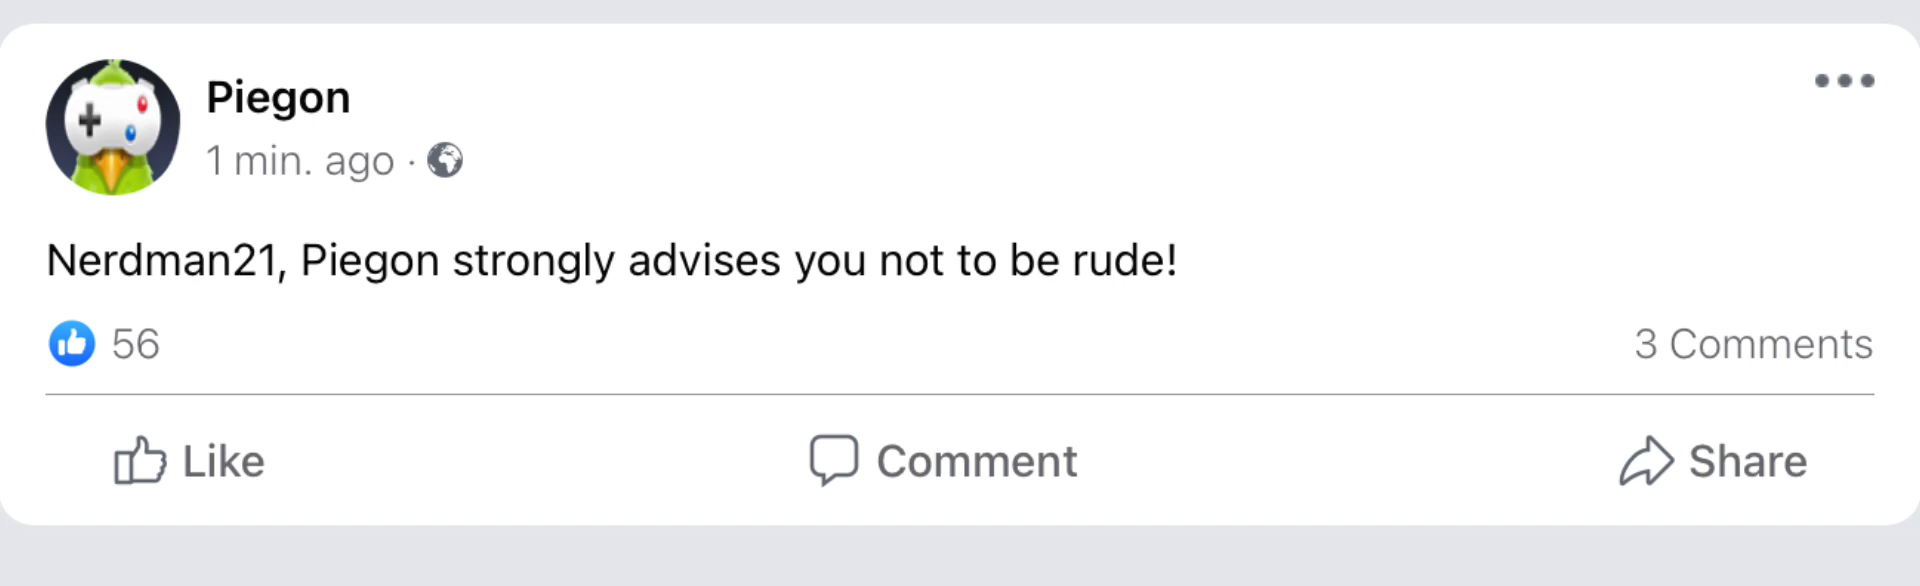 Piegon
1 min. ago ·
Nerdman21, Piegon strongly advises you not to be rude!
56
3 Comments
Like
Comment
Share